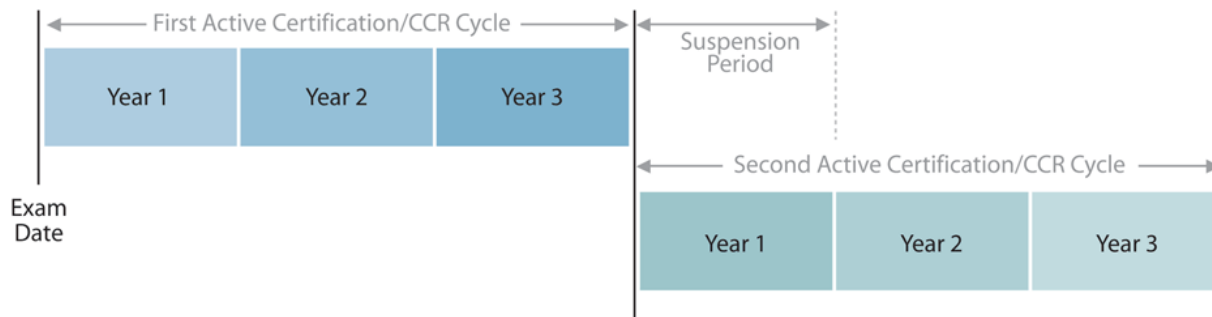 First Active Certification/CCR Cycle
Suspension
Period
Year 1
Year 2
Year 3
Second Active Certification/CCR Cycle
Exam
Date
Year 1
Year 2
Year 3